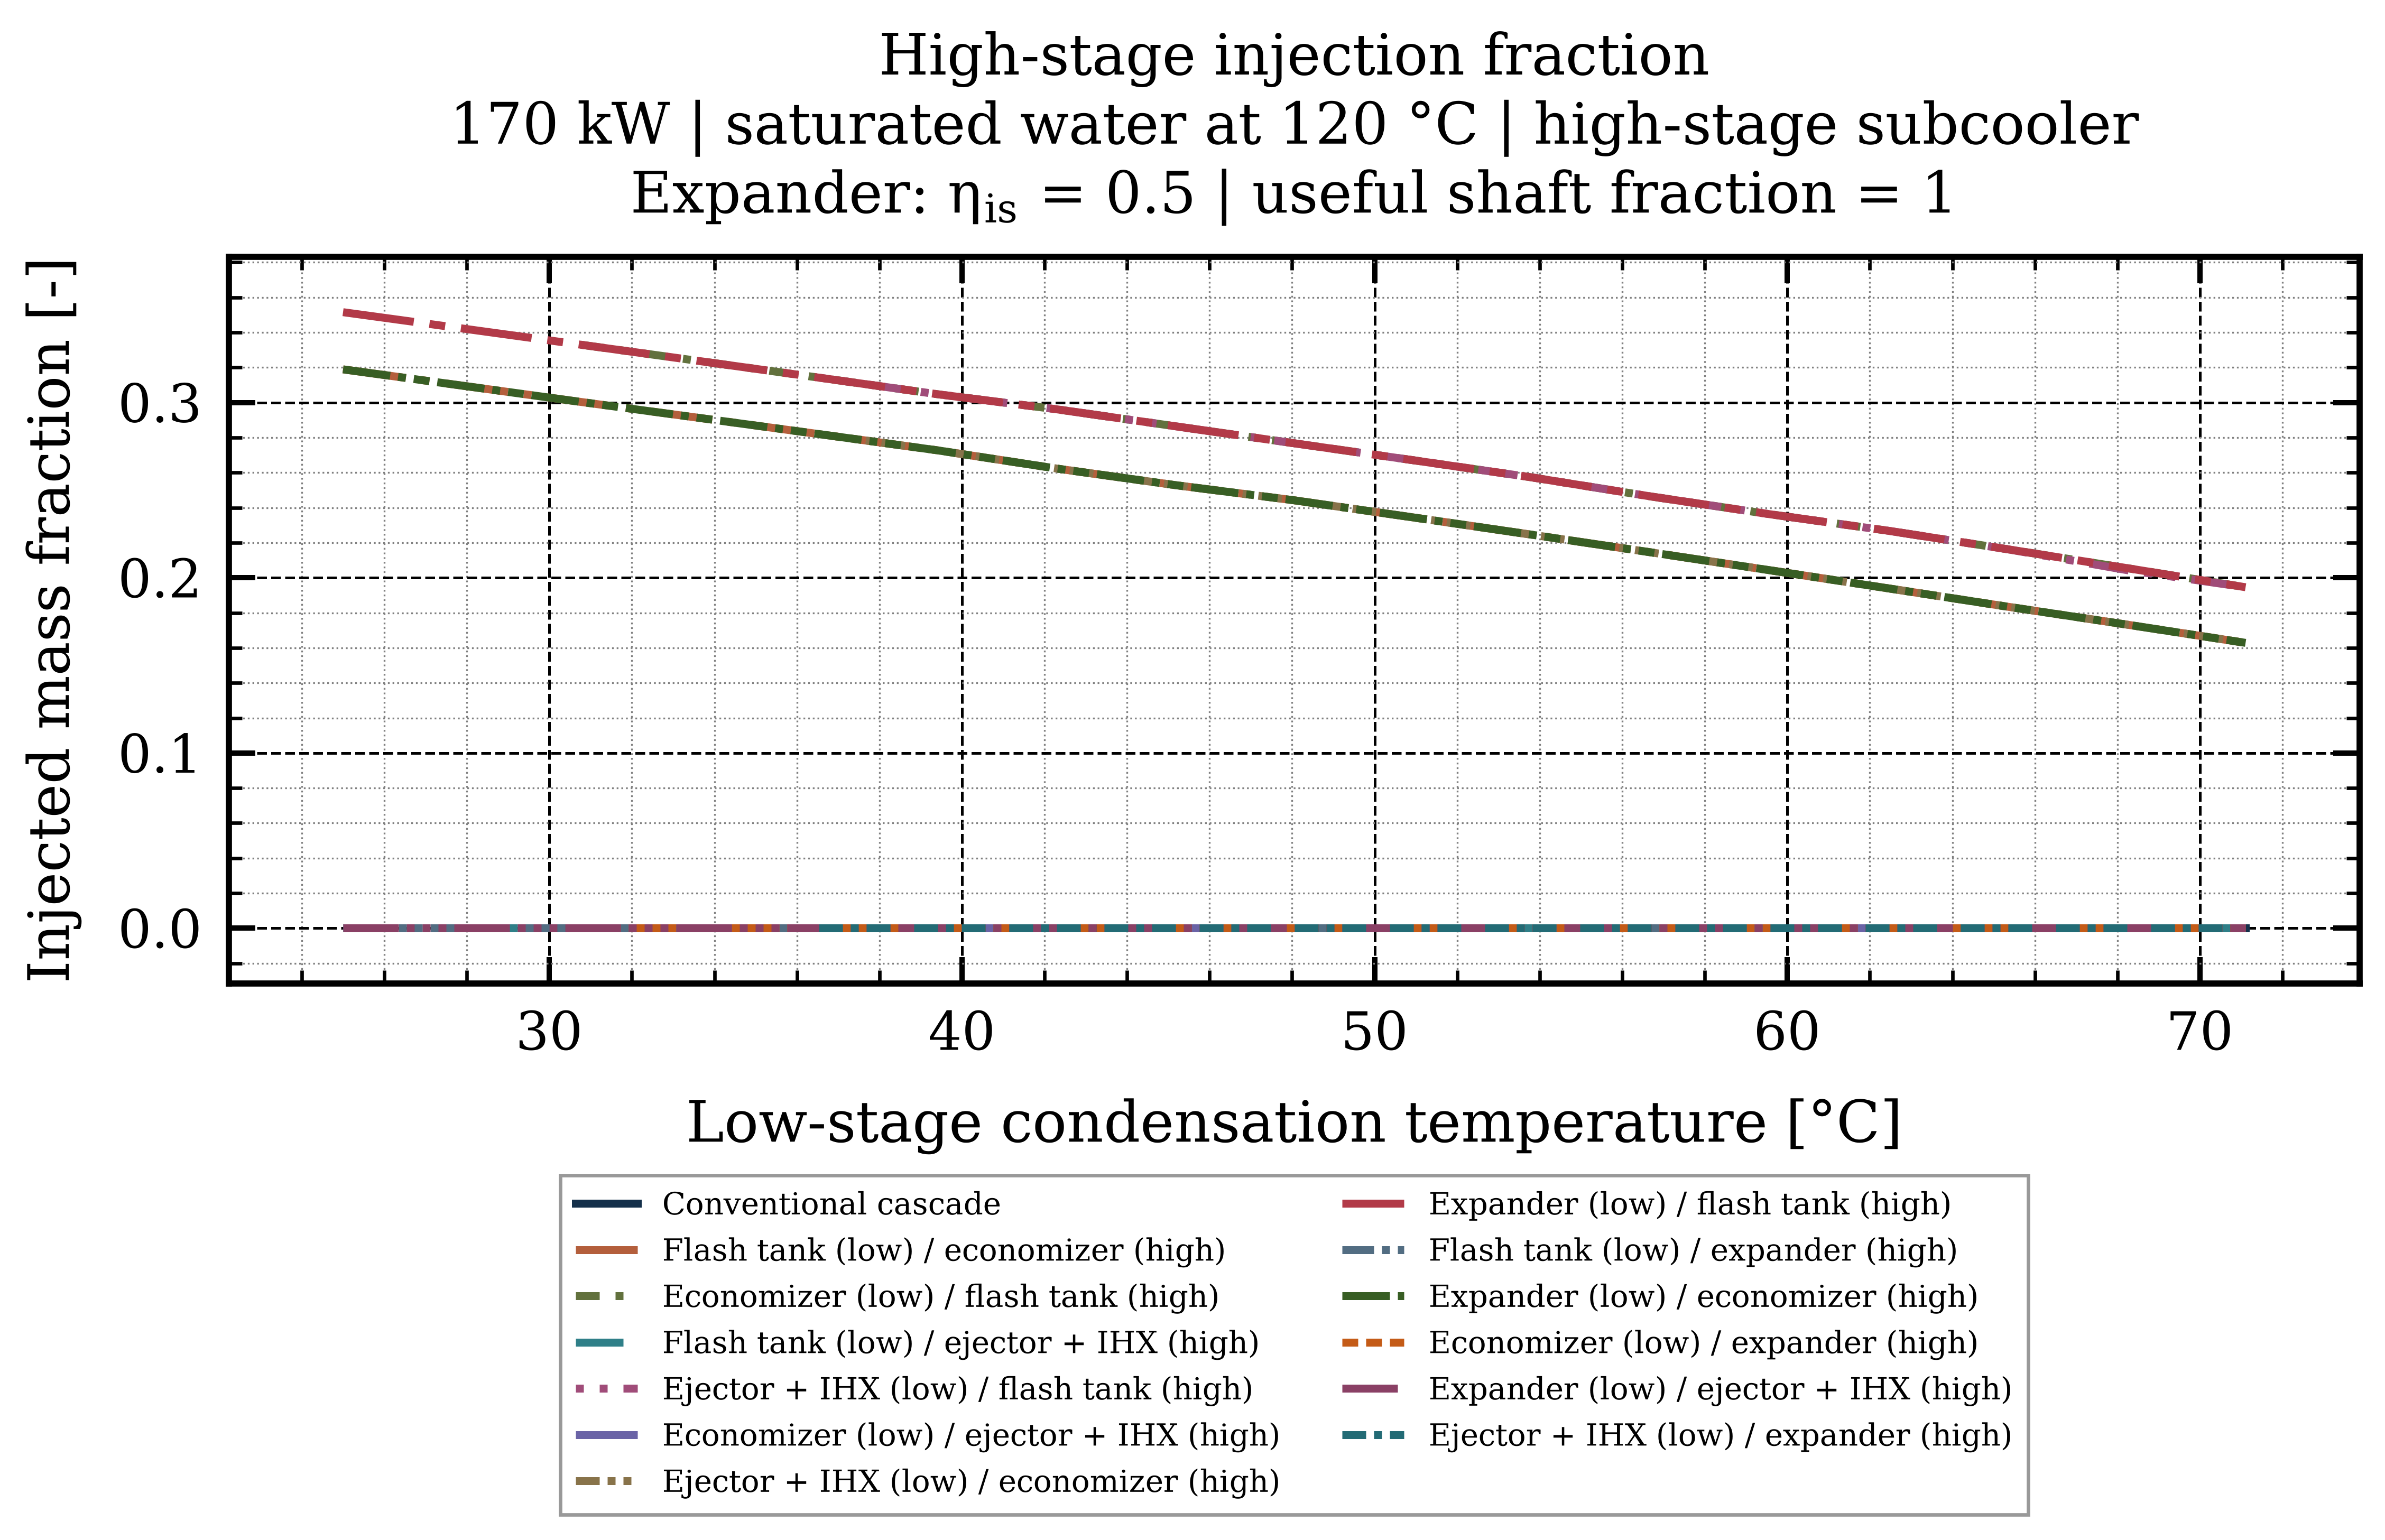 High-stage injection fraction
170 kW | saturated water at 120 °C | high-stage subcooler
Expander: ηis = 0.5 | useful shaft fraction = 1
Injected mass fraction [-]
0.3
0.2
0.1
0.0
30 40 50 60 70
Low-stage condensation temperature [°C]
Conventional cascade
Flash tank (low) / economizer (high)
Economizer (low) / flash tank (high)
Flash tank (low) / ejector + IHX (high)
Ejector + IHX (low) / flash tank (high)
Economizer (low) / ejector + IHX (high)
Ejector + IHX (low) / economizer (high)
Expander (low) / flash tank (high)
Flash tank (low) / expander (high)
Expander (low) / economizer (high)
Economizer (low) / expander (high)
Expander (low) / ejector + IHX (high)
Ejector + IHX (low) / expander (high)